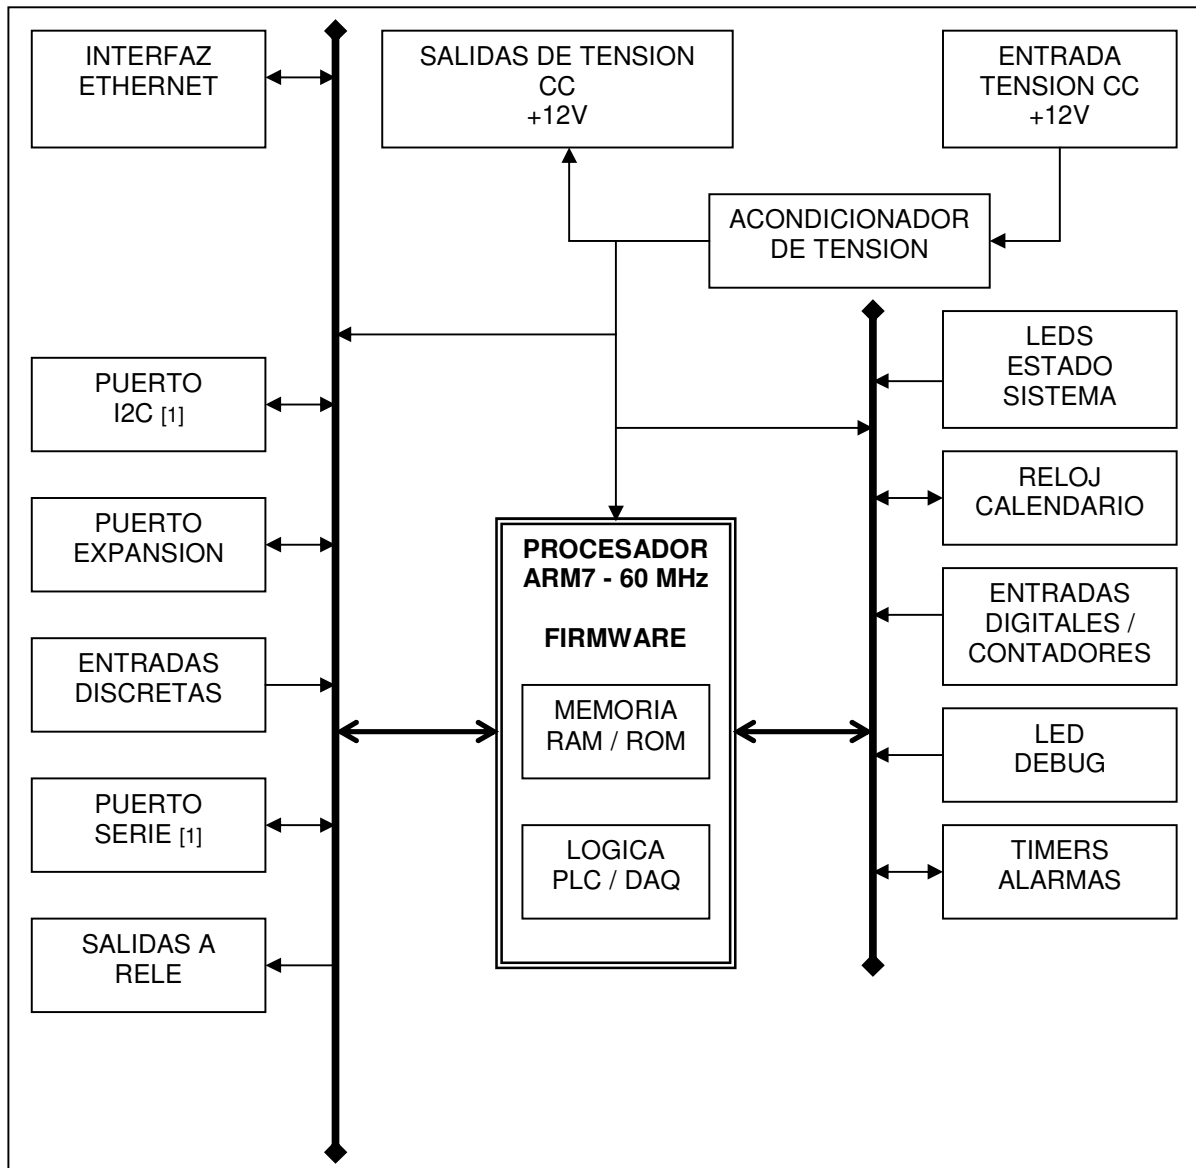 INTERFAZ
ETHERNET
SALIDAS DE TENSION
CC
+12V
ENTRADA
TENSION CC
+12V
ACONDICIONADOR
DE TENSION
PUERTO
I2C [1]
PUERTO
EXPANSION
ENTRADAS
DISCRETAS
PUERTO
SERIE [1]
SALIDAS A
RELE
PROCESADOR
ARM7 - 60 MHz
FIRMWARE
MEMORIA
RAM / ROM
LOGICA
PLC / DAQ
LEDS
ESTADO
SISTEMA
RELOJ
CALENDARIO
ENTRADAS
DIGITALES /
CONTADORES
LED
DEBUG
TIMERS
ALARMAS